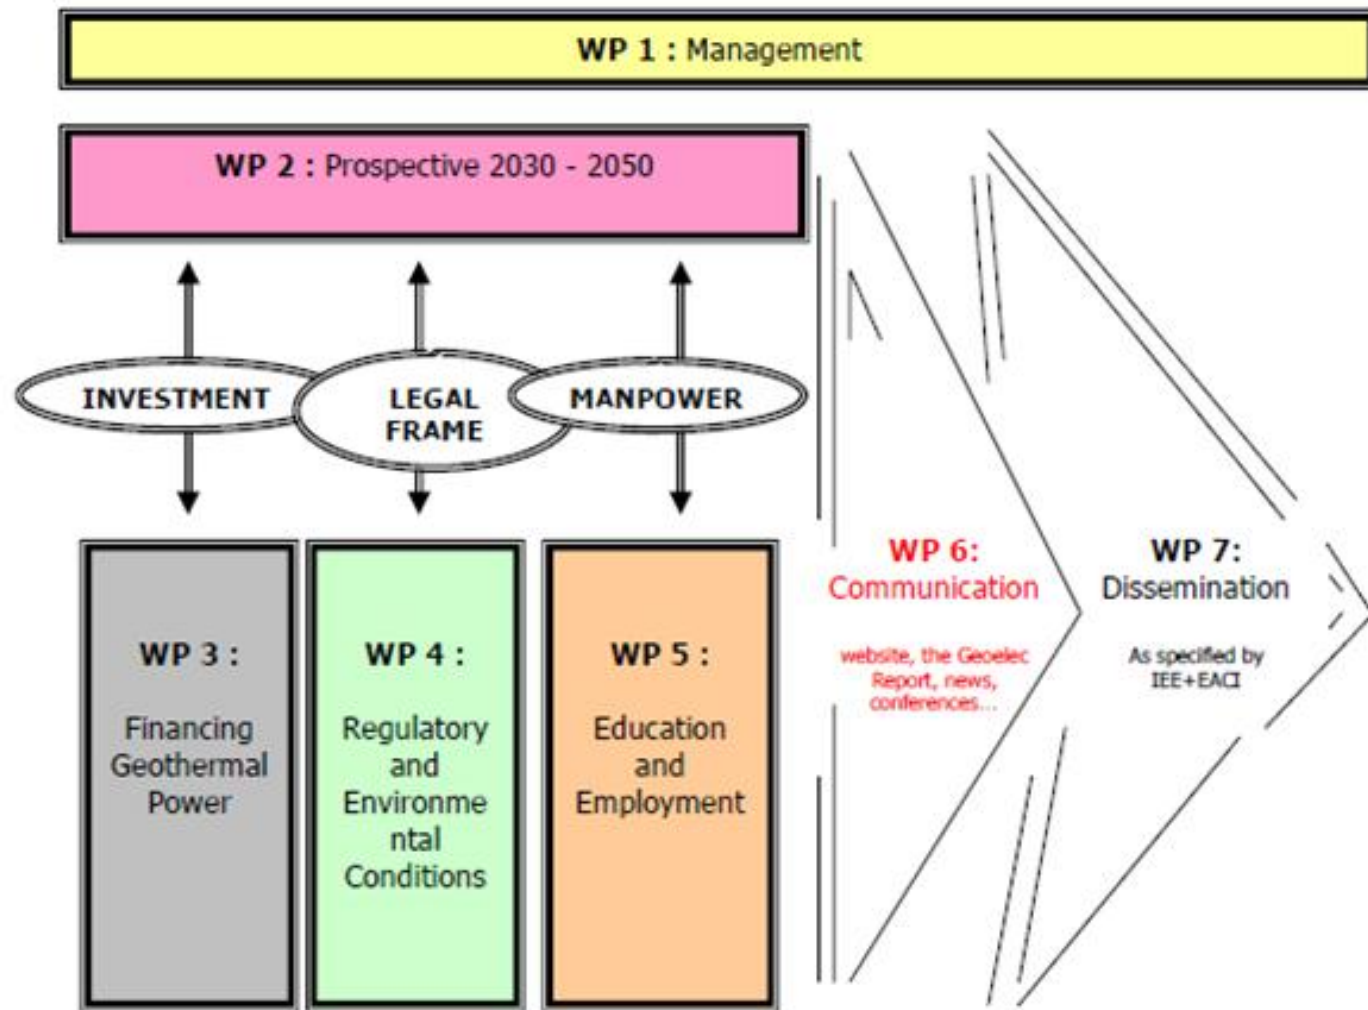 WP 1 : Management
WP 2 : Prospective 2030 - 2050
INVESTMENT
LEGAL
FRAME
MANPOWER
WP 3 :
Financing
Geothermal
Power
WP 4 :
Regulatory
and
Environme
ntal
Conditions
WP 5 :
Education
and
Employment
WP 6:
Communication
website, the Geoelec
Report, news,
conferences...
WP 7:
Dissemination
As specified by
IEE+EACI